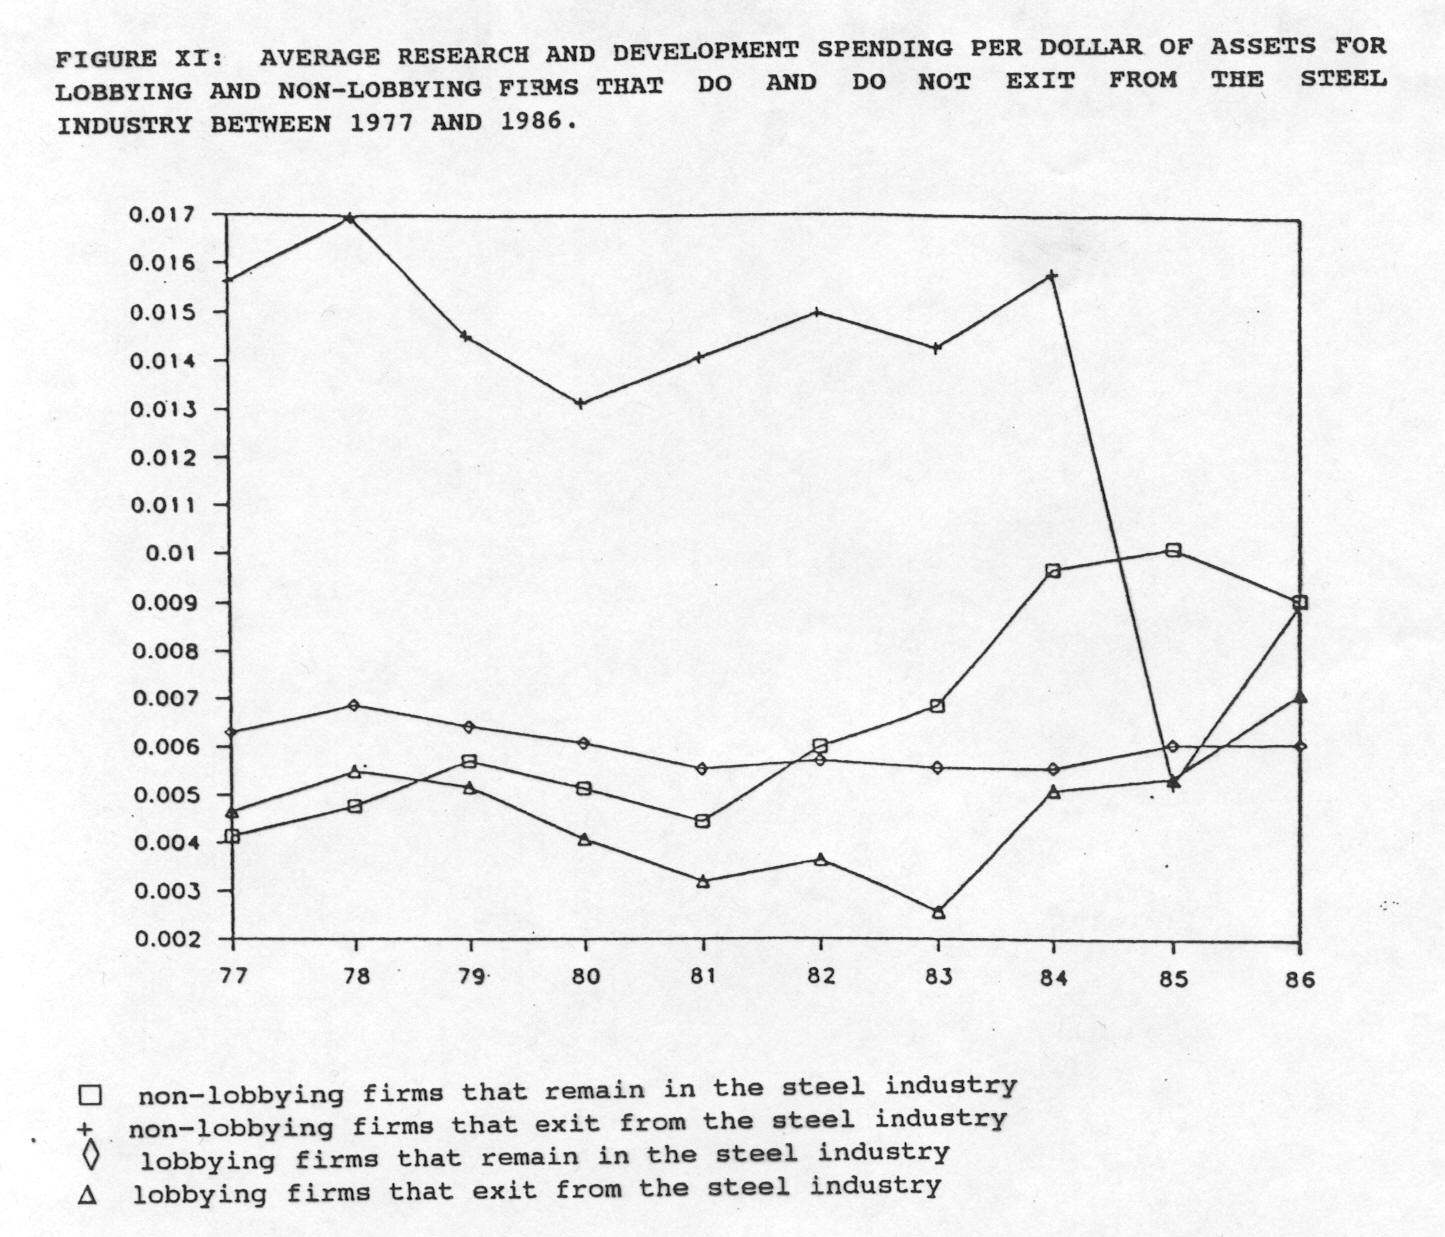 FIGURE XI: AVERAGE RESEARCH AND DEVELOPMENT SPENDING PER DOLLAR OF ASSETS FOR
LOBBYING AND NON-LOBBYING FIRMS THAT DO AND DO NOT EXIT FROM THE STEEL
INDUSTRY BETWEEN 1977 AND 1986.
0.017
0.016
0.015
0.014
0.013
0.012
0.011
0.01
0.009
0.008
0.007
0.006
0.005
0.004
0.003
0.002
77 78 79 80 81 82 83 84 85 86
non-lobbying firms that remain in the steel industry
non-lobbying firms that exit from the steel industry
lobbying firms that remain in the steel industry
lobbying firms that exit from the steel industry